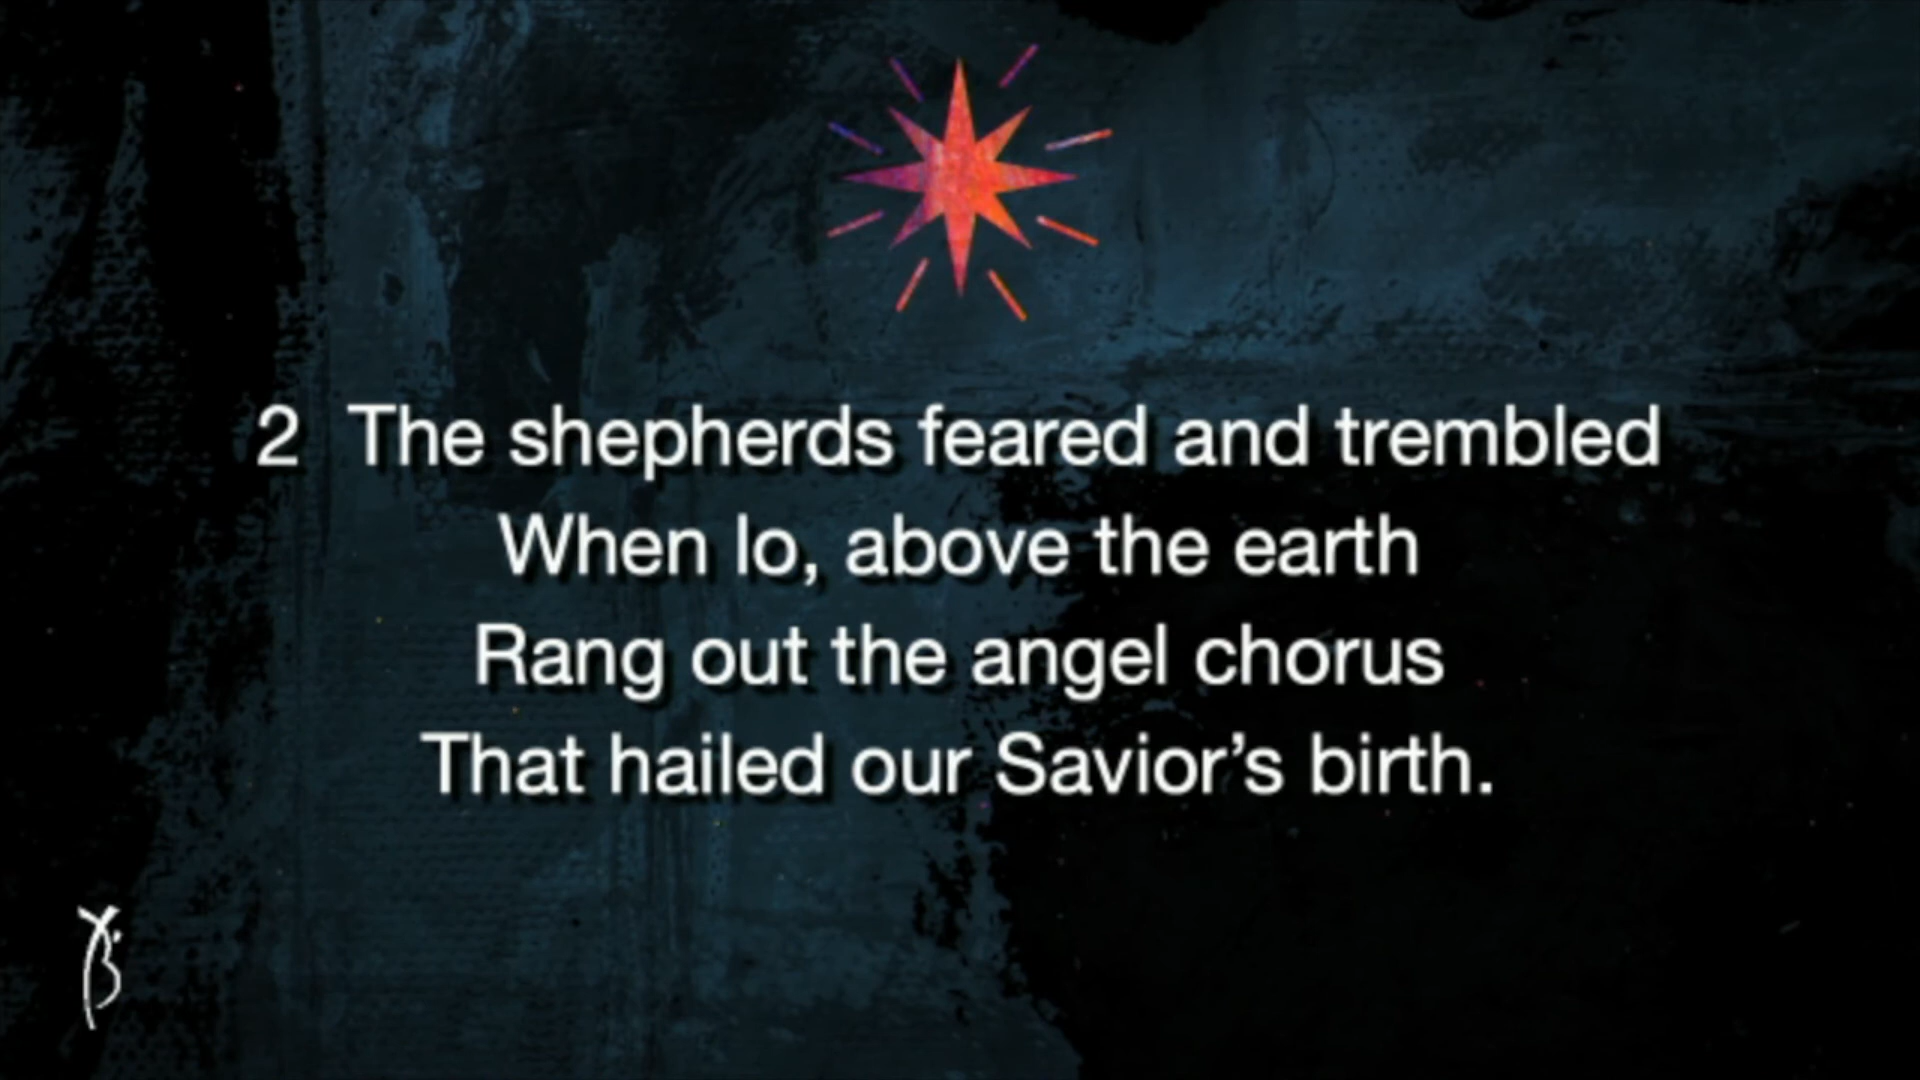 2 The shepherds feared and trembled
When lo, above the earth
Rang out the angel chorus
That hailed our Savior’s birth.